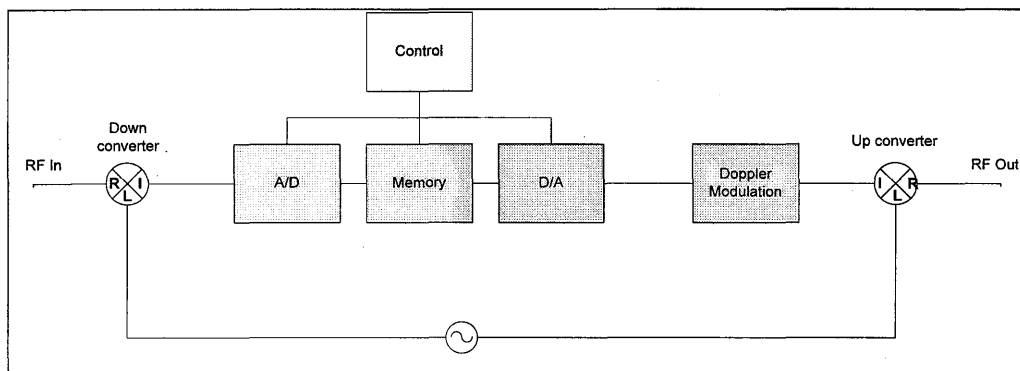 Control
Down
converter
Up converter
RF In
RF Out
R I
L
A/D
Memory
D/A
Doppler
Modulation
I R
L